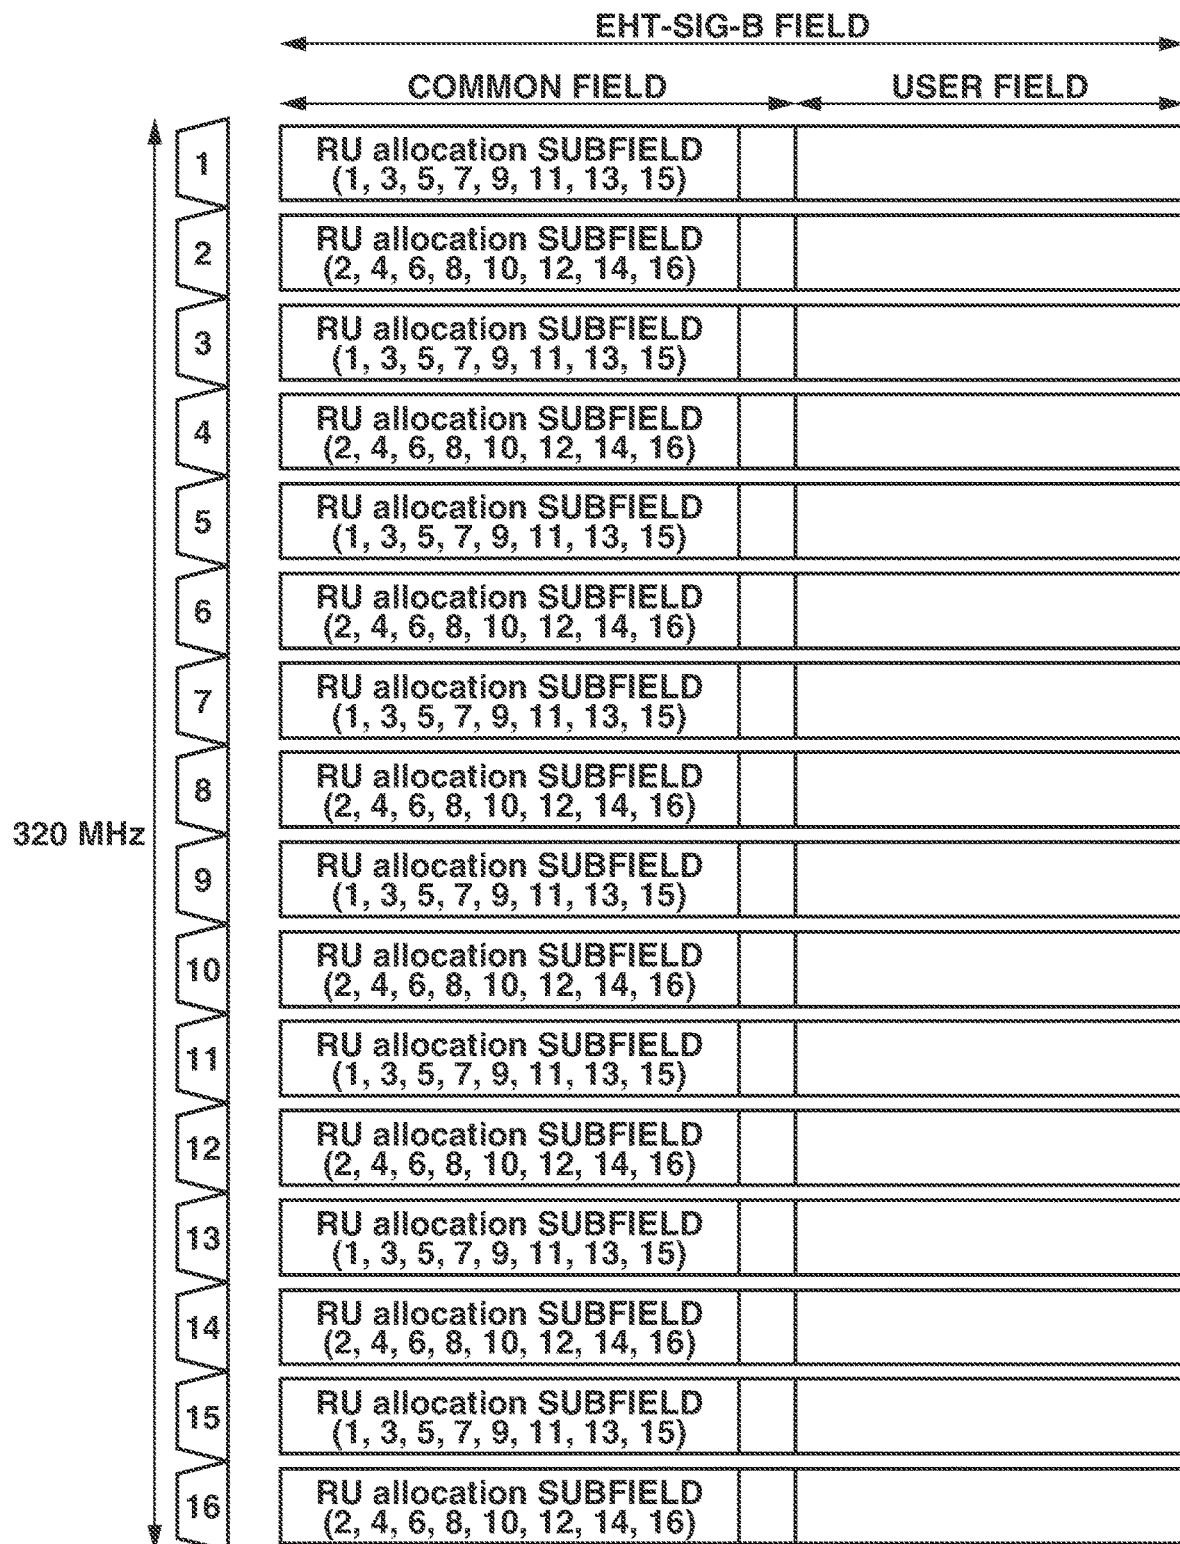 EHT-SIG-B FIELD
COMMON FIELD
USER FIELD
320 MHz
1
RU allocation SUBFIELD
(1, 3, 5, 7, 9, 11, 13, 15)
2
RU allocation SUBFIELD
(2, 4, 6, 8, 10, 12, 14, 16)
3
RU allocation SUBFIELD
(1, 3, 5, 7, 9, 11, 13, 15)
4
RU allocation SUBFIELD
(2, 4, 6, 8, 10, 12, 14, 16)
5
RU allocation SUBFIELD
(1, 3, 5, 7, 9, 11, 13, 15)
6
RU allocation SUBFIELD
(2, 4, 6, 8, 10, 12, 14, 16)
7
RU allocation SUBFIELD
(1, 3, 5, 7, 9, 11, 13, 15)
8
RU allocation SUBFIELD
(2, 4, 6, 8, 10, 12, 14, 16)
9
RU allocation SUBFIELD
(1, 3, 5, 7, 9, 11, 13, 15)
10
RU allocation SUBFIELD
(2, 4, 6, 8, 10, 12, 14, 16)
11
RU allocation SUBFIELD
(1, 3, 5, 7, 9, 11, 13, 15)
12
RU allocation SUBFIELD
(2, 4, 6, 8, 10, 12, 14, 16)
13
RU allocation SUBFIELD
(1, 3, 5, 7, 9, 11, 13, 15)
14
RU allocation SUBFIELD
(2, 4, 6, 8, 10, 12, 14, 16)
15
RU allocation SUBFIELD
(1, 3, 5, 7, 9, 11, 13, 15)
16
RU allocation SUBFIELD
(2, 4, 6, 8, 10, 12, 14, 16)